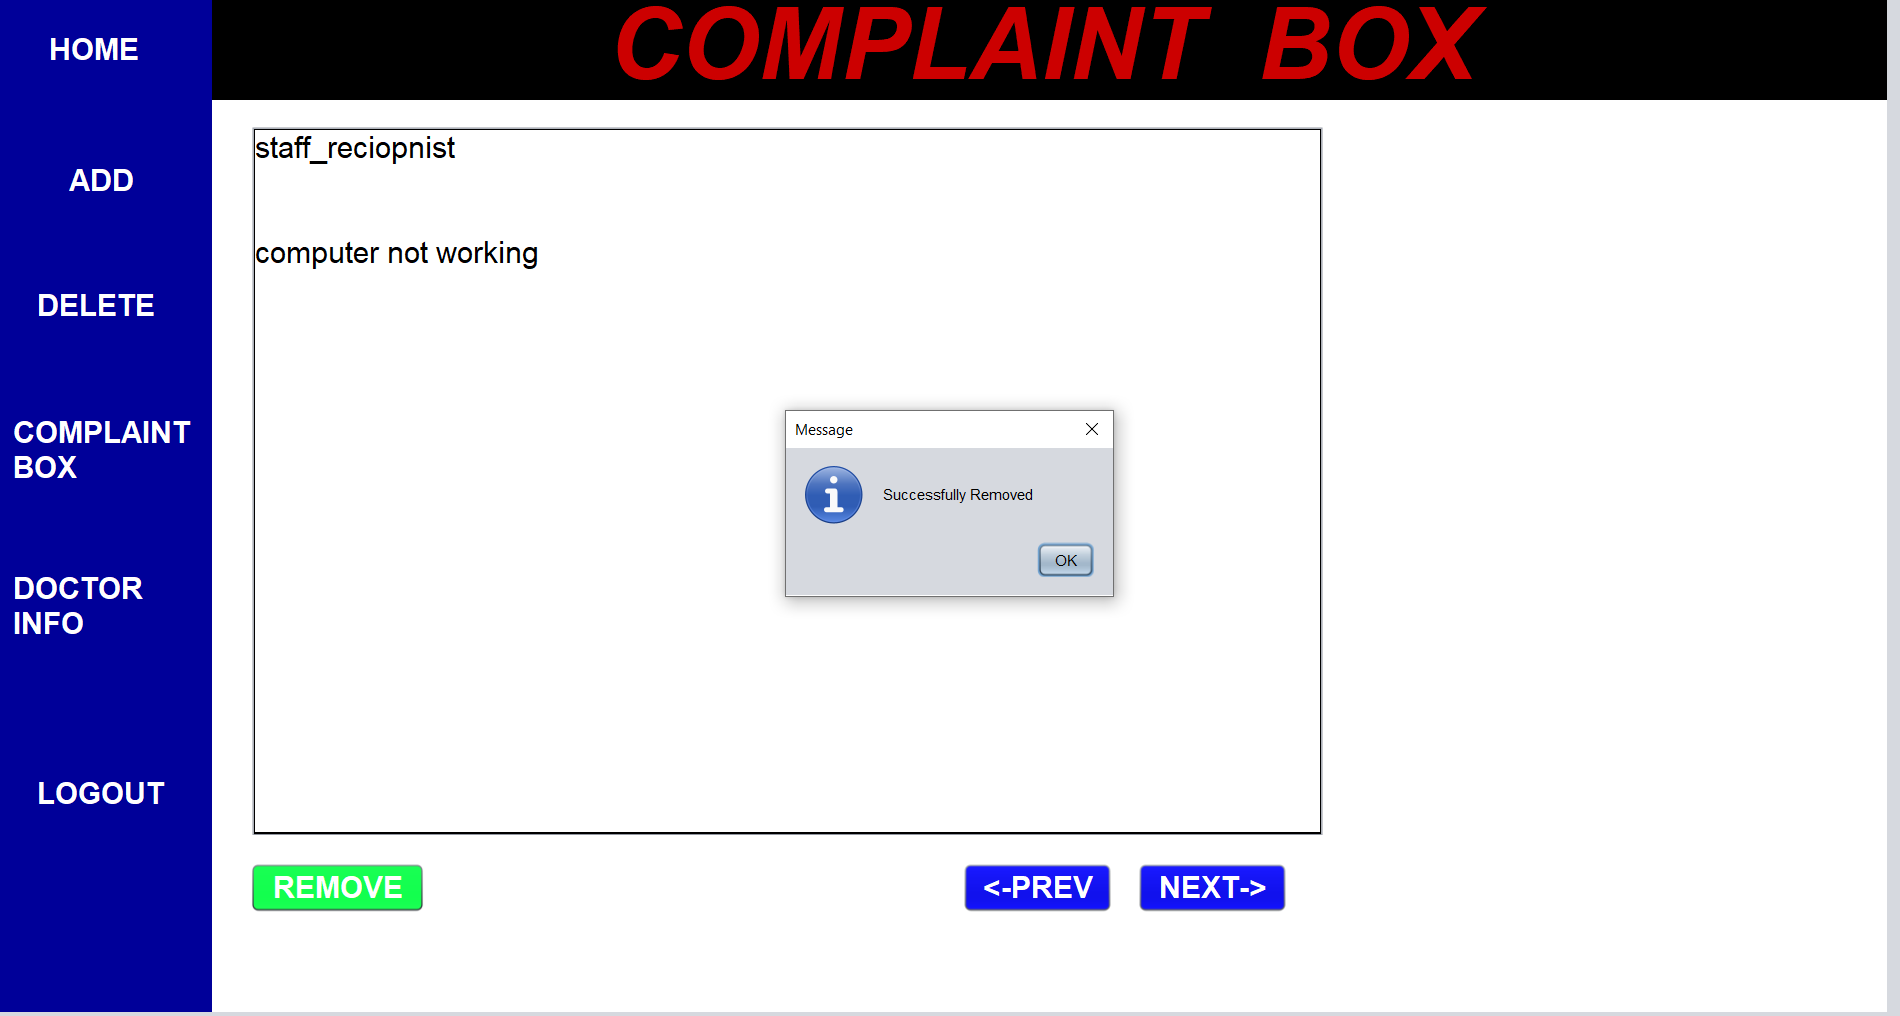 COMPLAINT BOX
HOME
ADD
DELETE
COMPLAINT
BOX
DOCTOR
INFO
LOGOUT
staff_reciopnist
computer not working
Message
Successfully Removed
OK
REMOVE
<-PREV
NEXT->